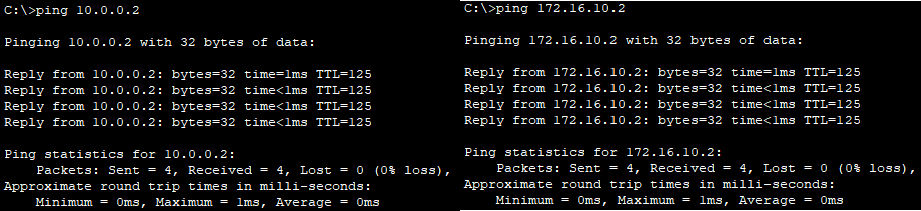 C:\>ping 10.0.0.2
Pinging 10.0.0.2 with 32 bytes of data:
Reply from 10.0.0.2: bytes=32 time=1ms TTL=125
Reply from 10.0.0.2: bytes=32 time<1ms TTL=125
Reply from 10.0.0.2: bytes=32 time<1ms TTL=125
Reply from 10.0.0.2: bytes=32 time<1ms TTL=125
Ping statistics for 10.0.0.2:
    Packets: Sent = 4, Received = 4, Lost = 0 (0% loss),
Approximate round trip times in milli-seconds:
    Minimum = 0ms, Maximum = 1ms, Average = 0ms
C:\>ping 172.16.10.2
Pinging 172.16.10.2 with 32 bytes of data:
Reply from 172.16.10.2: bytes=32 time=1ms TTL=125
Reply from 172.16.10.2: bytes=32 time<1ms TTL=125
Reply from 172.16.10.2: bytes=32 time<1ms TTL=125
Reply from 172.16.10.2: bytes=32 time<1ms TTL=125
Ping statistics for 172.16.10.2:
    Packets: Sent = 4, Received = 4, Lost = 0 (0% loss),
Approximate round trip times in milli-seconds:
    Minimum = 0ms, Maximum = 1ms, Average = 0ms